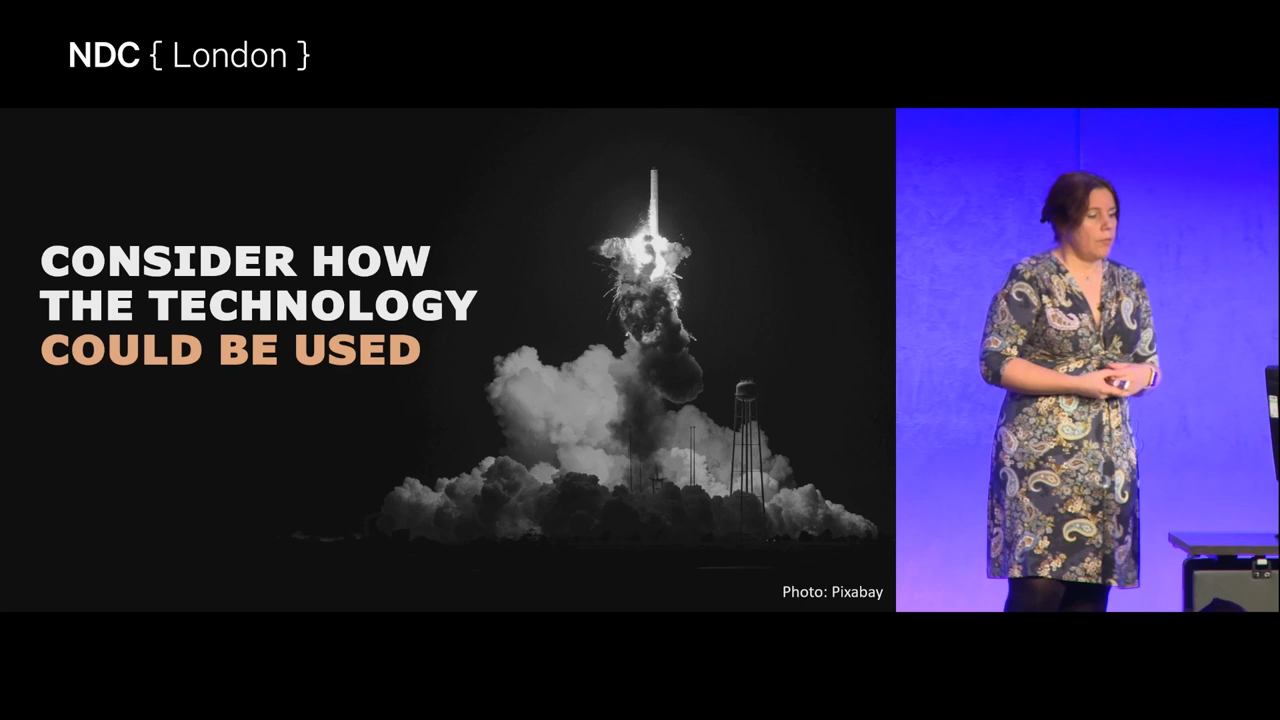 NDC { London }
CONSIDER HOW
THE TECHNOLOGY
COULD BE USED
Photo: Pixabay